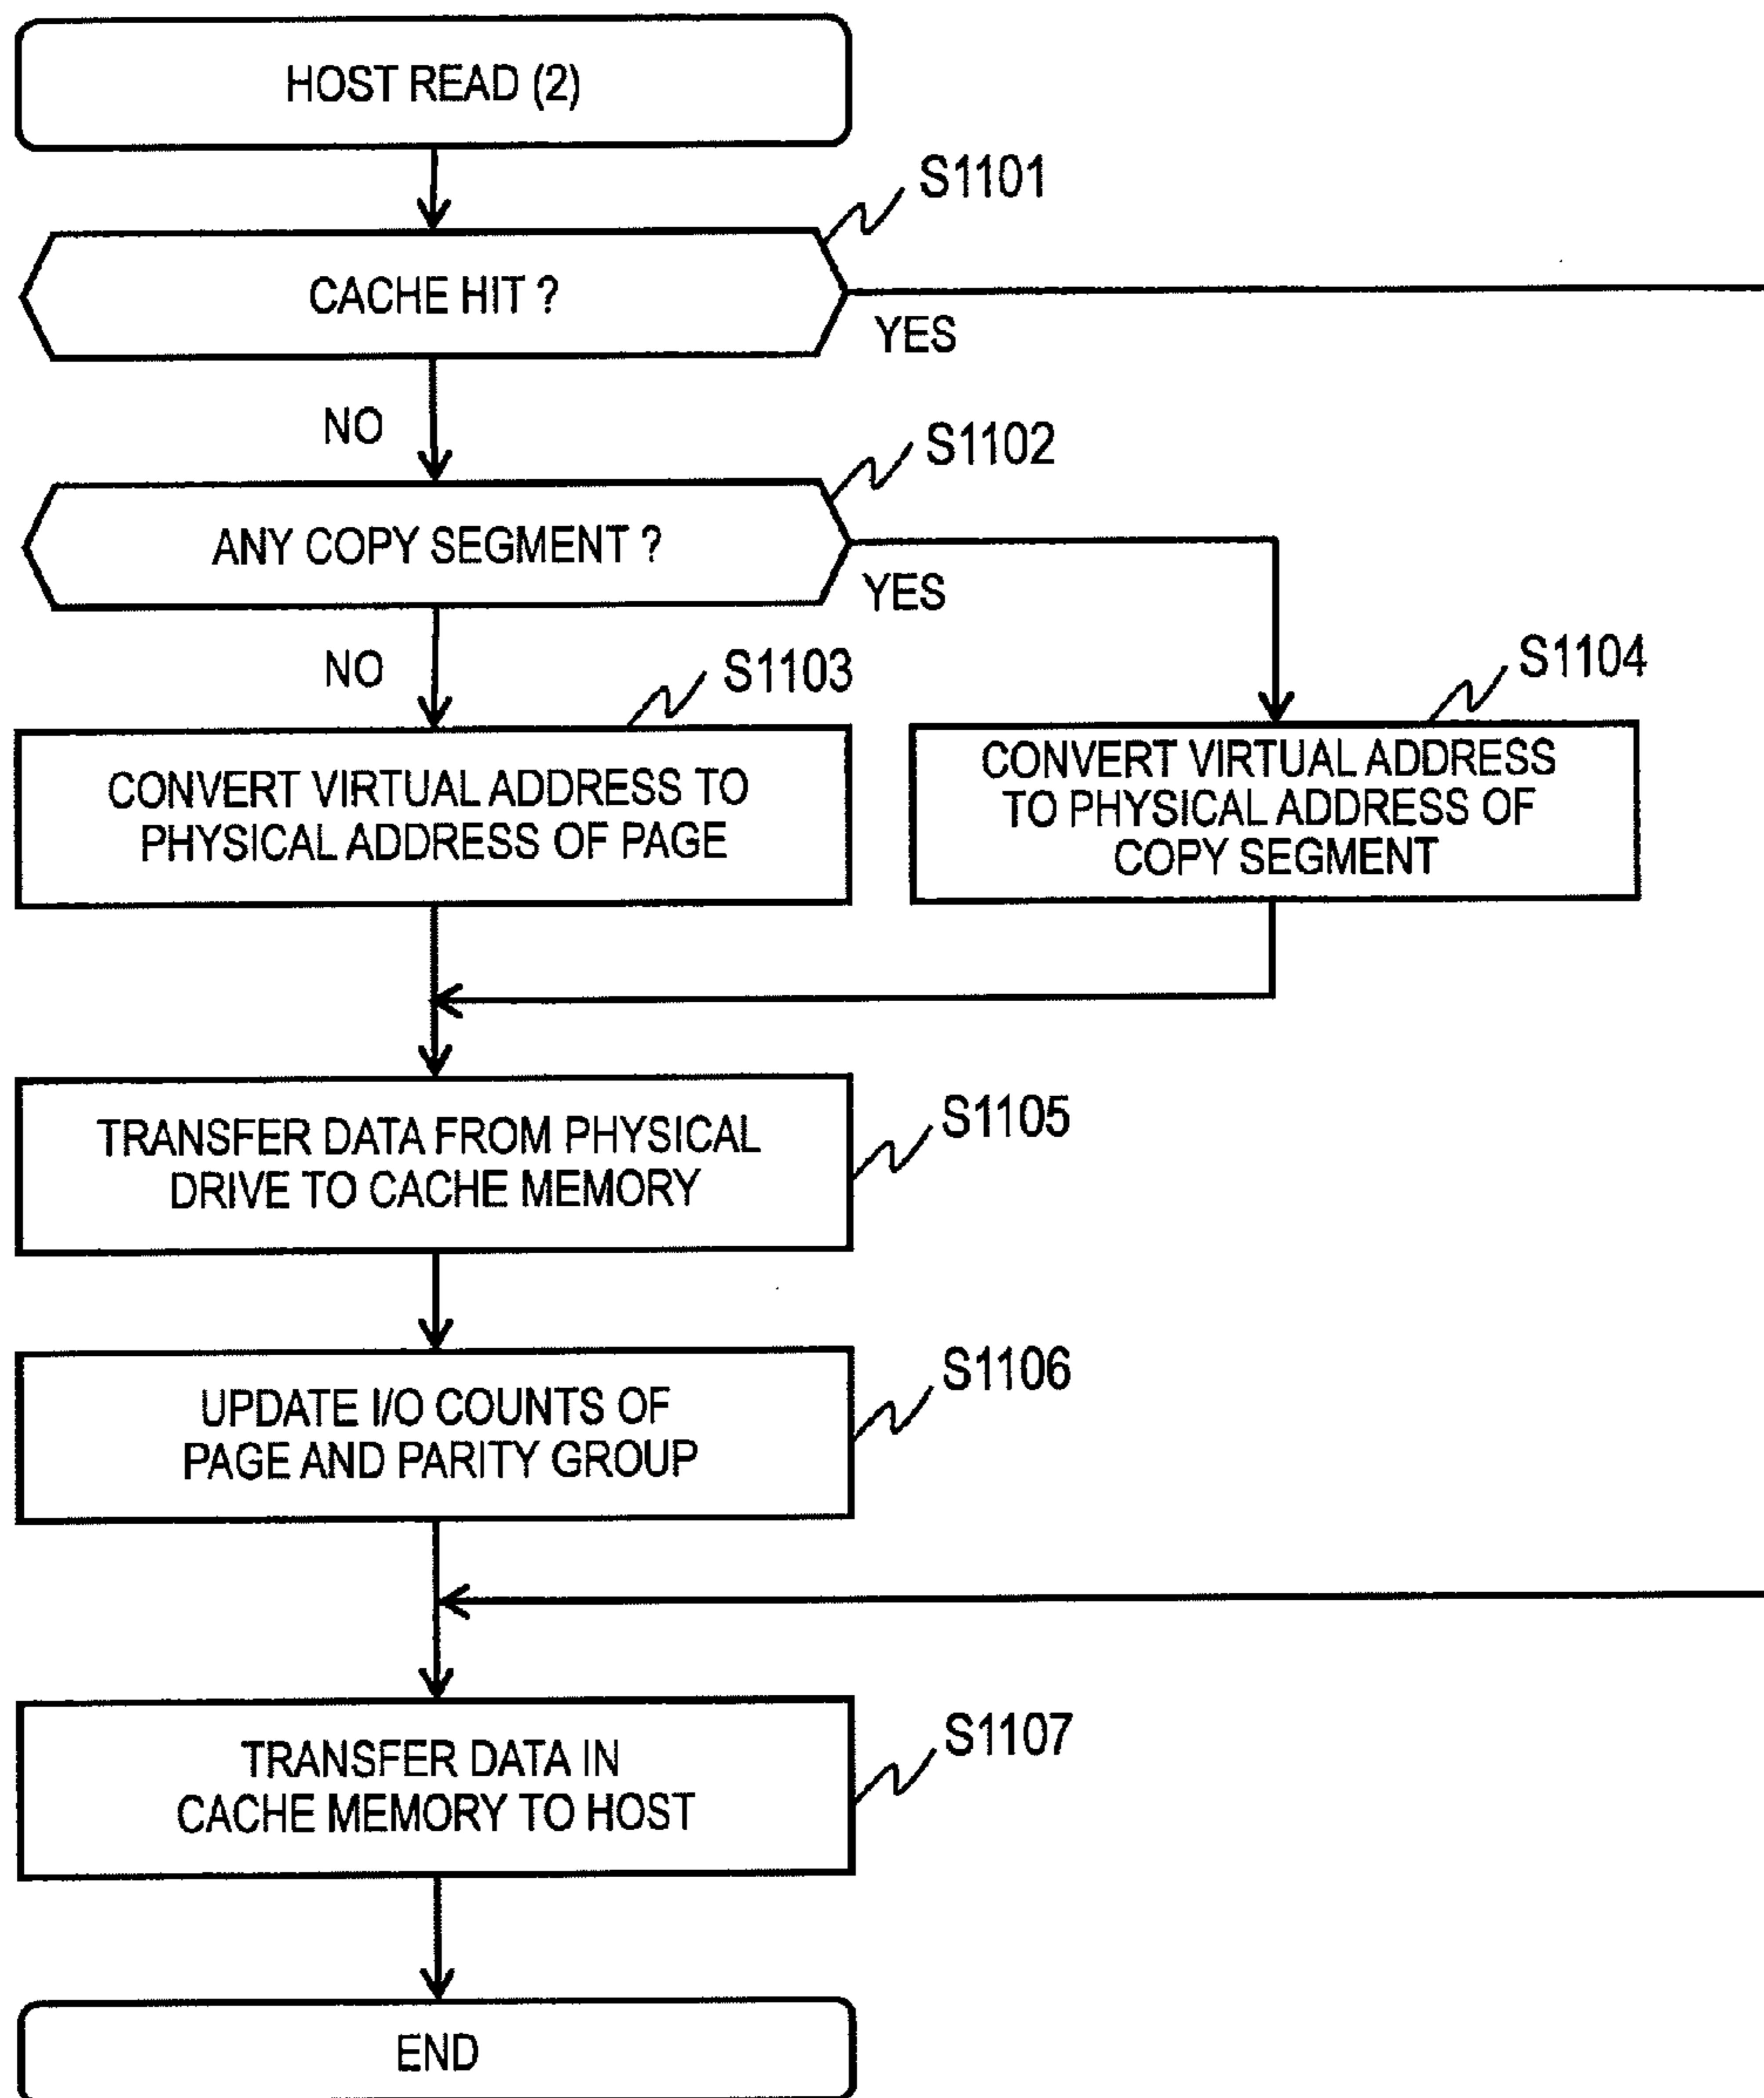 HOST READ (2)
S1101
CACHE HIT ?
YES
NO
S1102
ANY COPY SEGMENT ?
YES
NO
S1103
S1104
CONVERT VIRTUAL ADDRESS TO
PHYSICAL ADDRESS OF PAGE
CONVERT VIRTUAL ADDRESS
TO PHYSICAL ADDRESS OF
COPY SEGMENT
TRANSFER DATA FROM PHYSICAL
DRIVE TO CACHE MEMORY
S1105
UPDATE I/O COUNTS OF
PAGE AND PARITY GROUP
S1106
TRANSFER DATA IN
CACHE MEMORY TO HOST
S1107
END